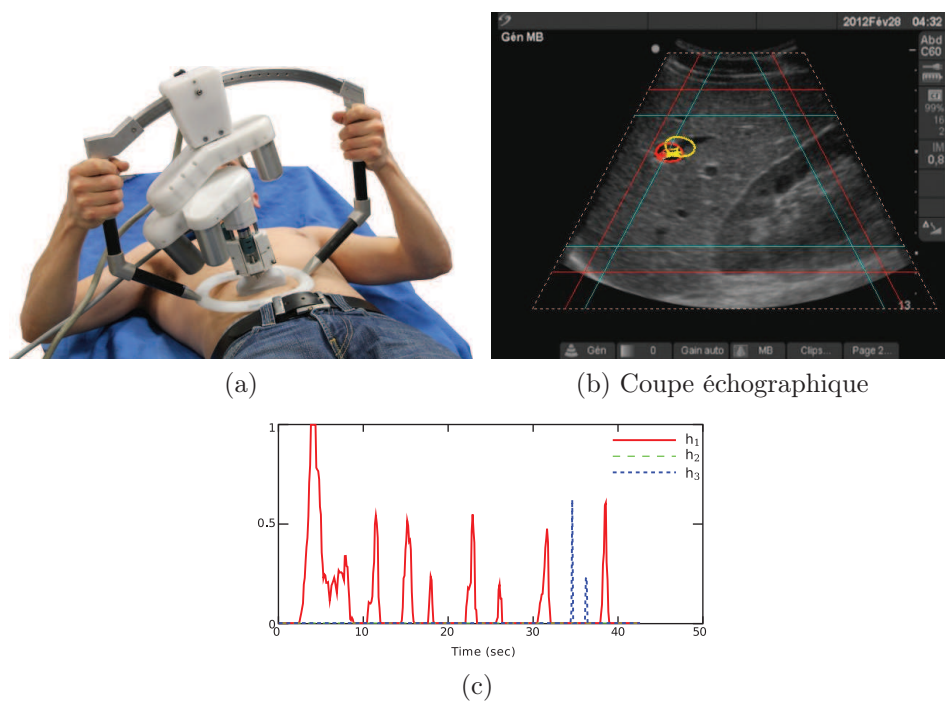 2012Fév28 04:32
Gén MB
Abd
C60
99%
16
IM
0,8
A
13
Gén 0 Gain auto MB Clips... Page 2...
(a)
(b) Coupe échographique
1
0.5
0
h₁
h₂
h₃
0 10 20 30 40 50
Time (sec)
(c)